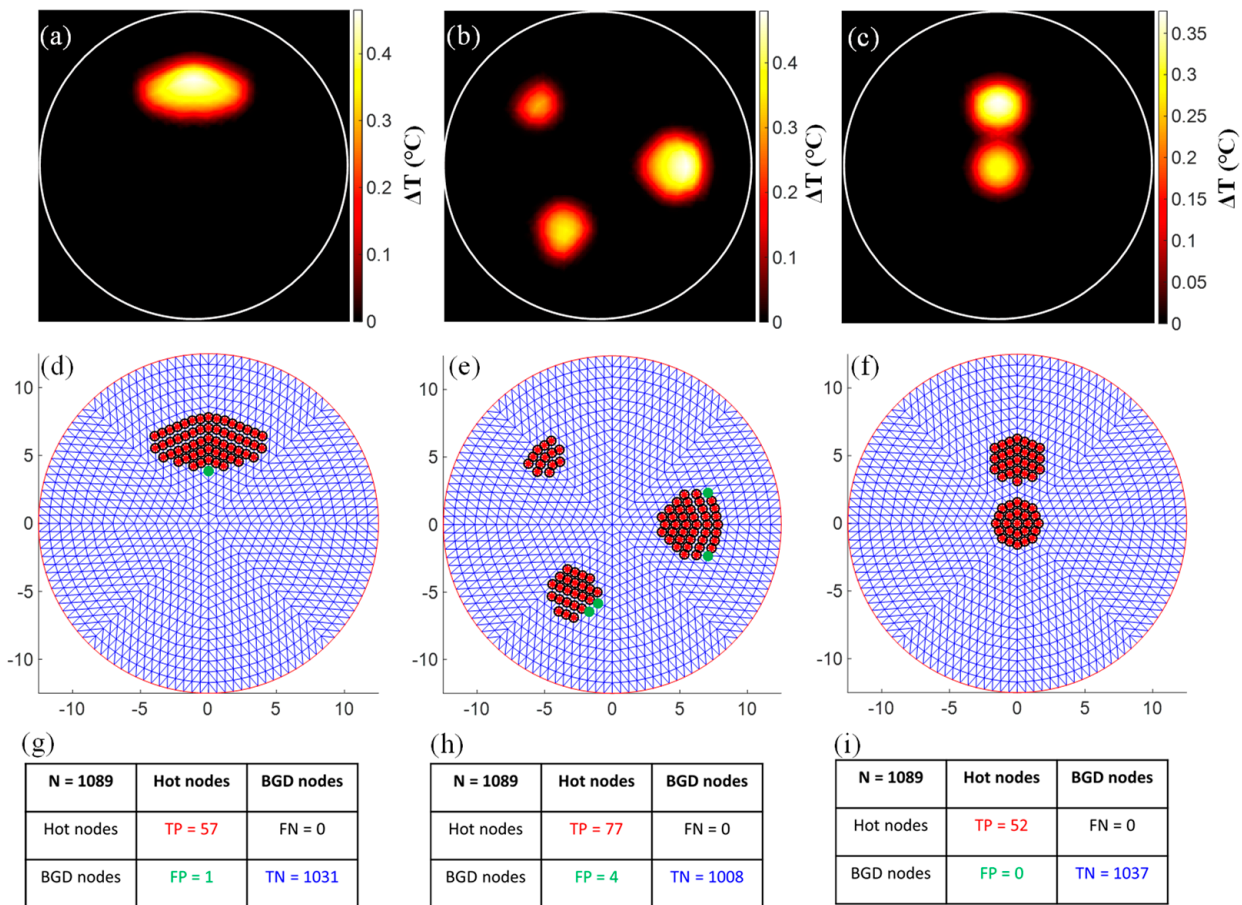 (a)
0.4
0.3
0.2
0.1
0
ΔT (°C)
(b)
0.4
0.3
0.2
0.1
0
ΔT (°C)
(c)
0.35
0.3
0.25
0.2
0.15
0.1
0.05
0
ΔT (°C)
(d)
10
5
0
-5
-10
-10 -5 0 5 10
(e)
10
5
0
-5
-10
-10 -5 0 5 10
(f)
10
5
0
-5
-10
-10 -5 0 5 10
(g)
N = 1089 Hot nodes BGD nodes
Hot nodes TP = 57 FN = 0
BGD nodes FP = 1 TN = 1031
(h)
N = 1089 Hot nodes BGD nodes
Hot nodes TP = 77 FN = 0
BGD nodes FP = 4 TN = 1008
(i)
N = 1089 Hot nodes BGD nodes
Hot nodes TP = 52 FN = 0
BGD nodes FP = 0 TN = 1037